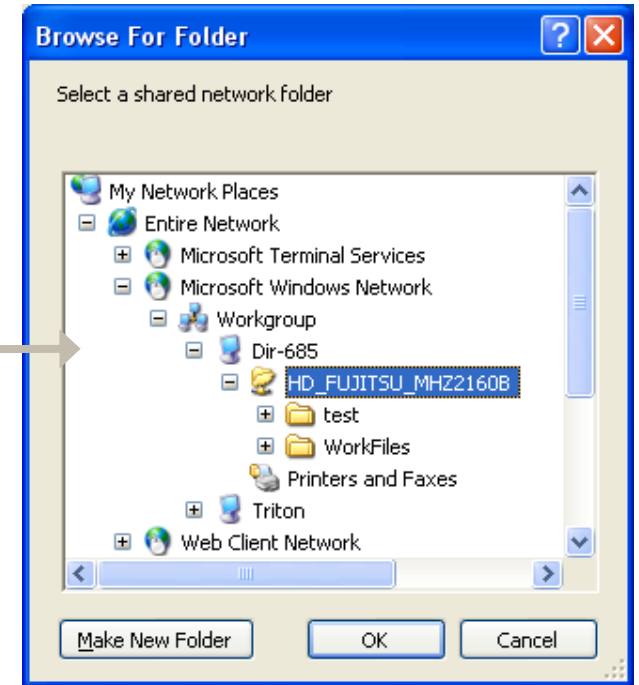 Browse For Folder
Select a shared network folder
My Network Places
Entire Network
Microsoft Terminal Services
Microsoft Windows Network
Workgroup
Dir-685
HD_FUJITSU_MHZ2160B
test
WorkFiles
Printers and Faxes
Triton
Web Client Network
Make New Folder OK Cancel